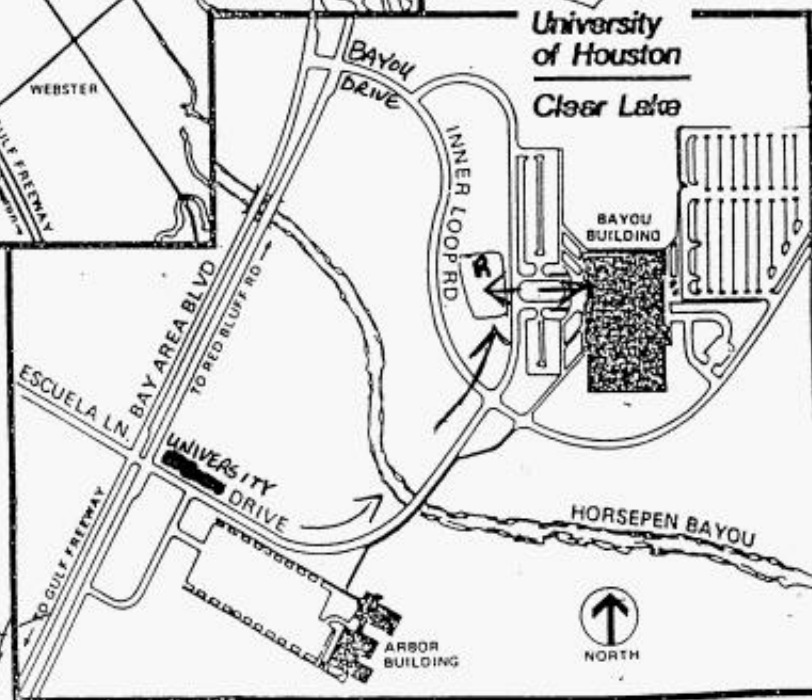 University
of Houston
Clear Lake
WEBSTER
GULF FREEWAY
BAYOU
DRIVE
INNER LOOP RD
BAYOU
BUILDING
R
BAY AREA BLVD
TO RED BLUFF RD
ESCUELA LN.
UNIVERSITY
DRIVE
TO GULF FREEWAY
HORSEPEN BAYOU
ARBOR
BUILDING
NORTH